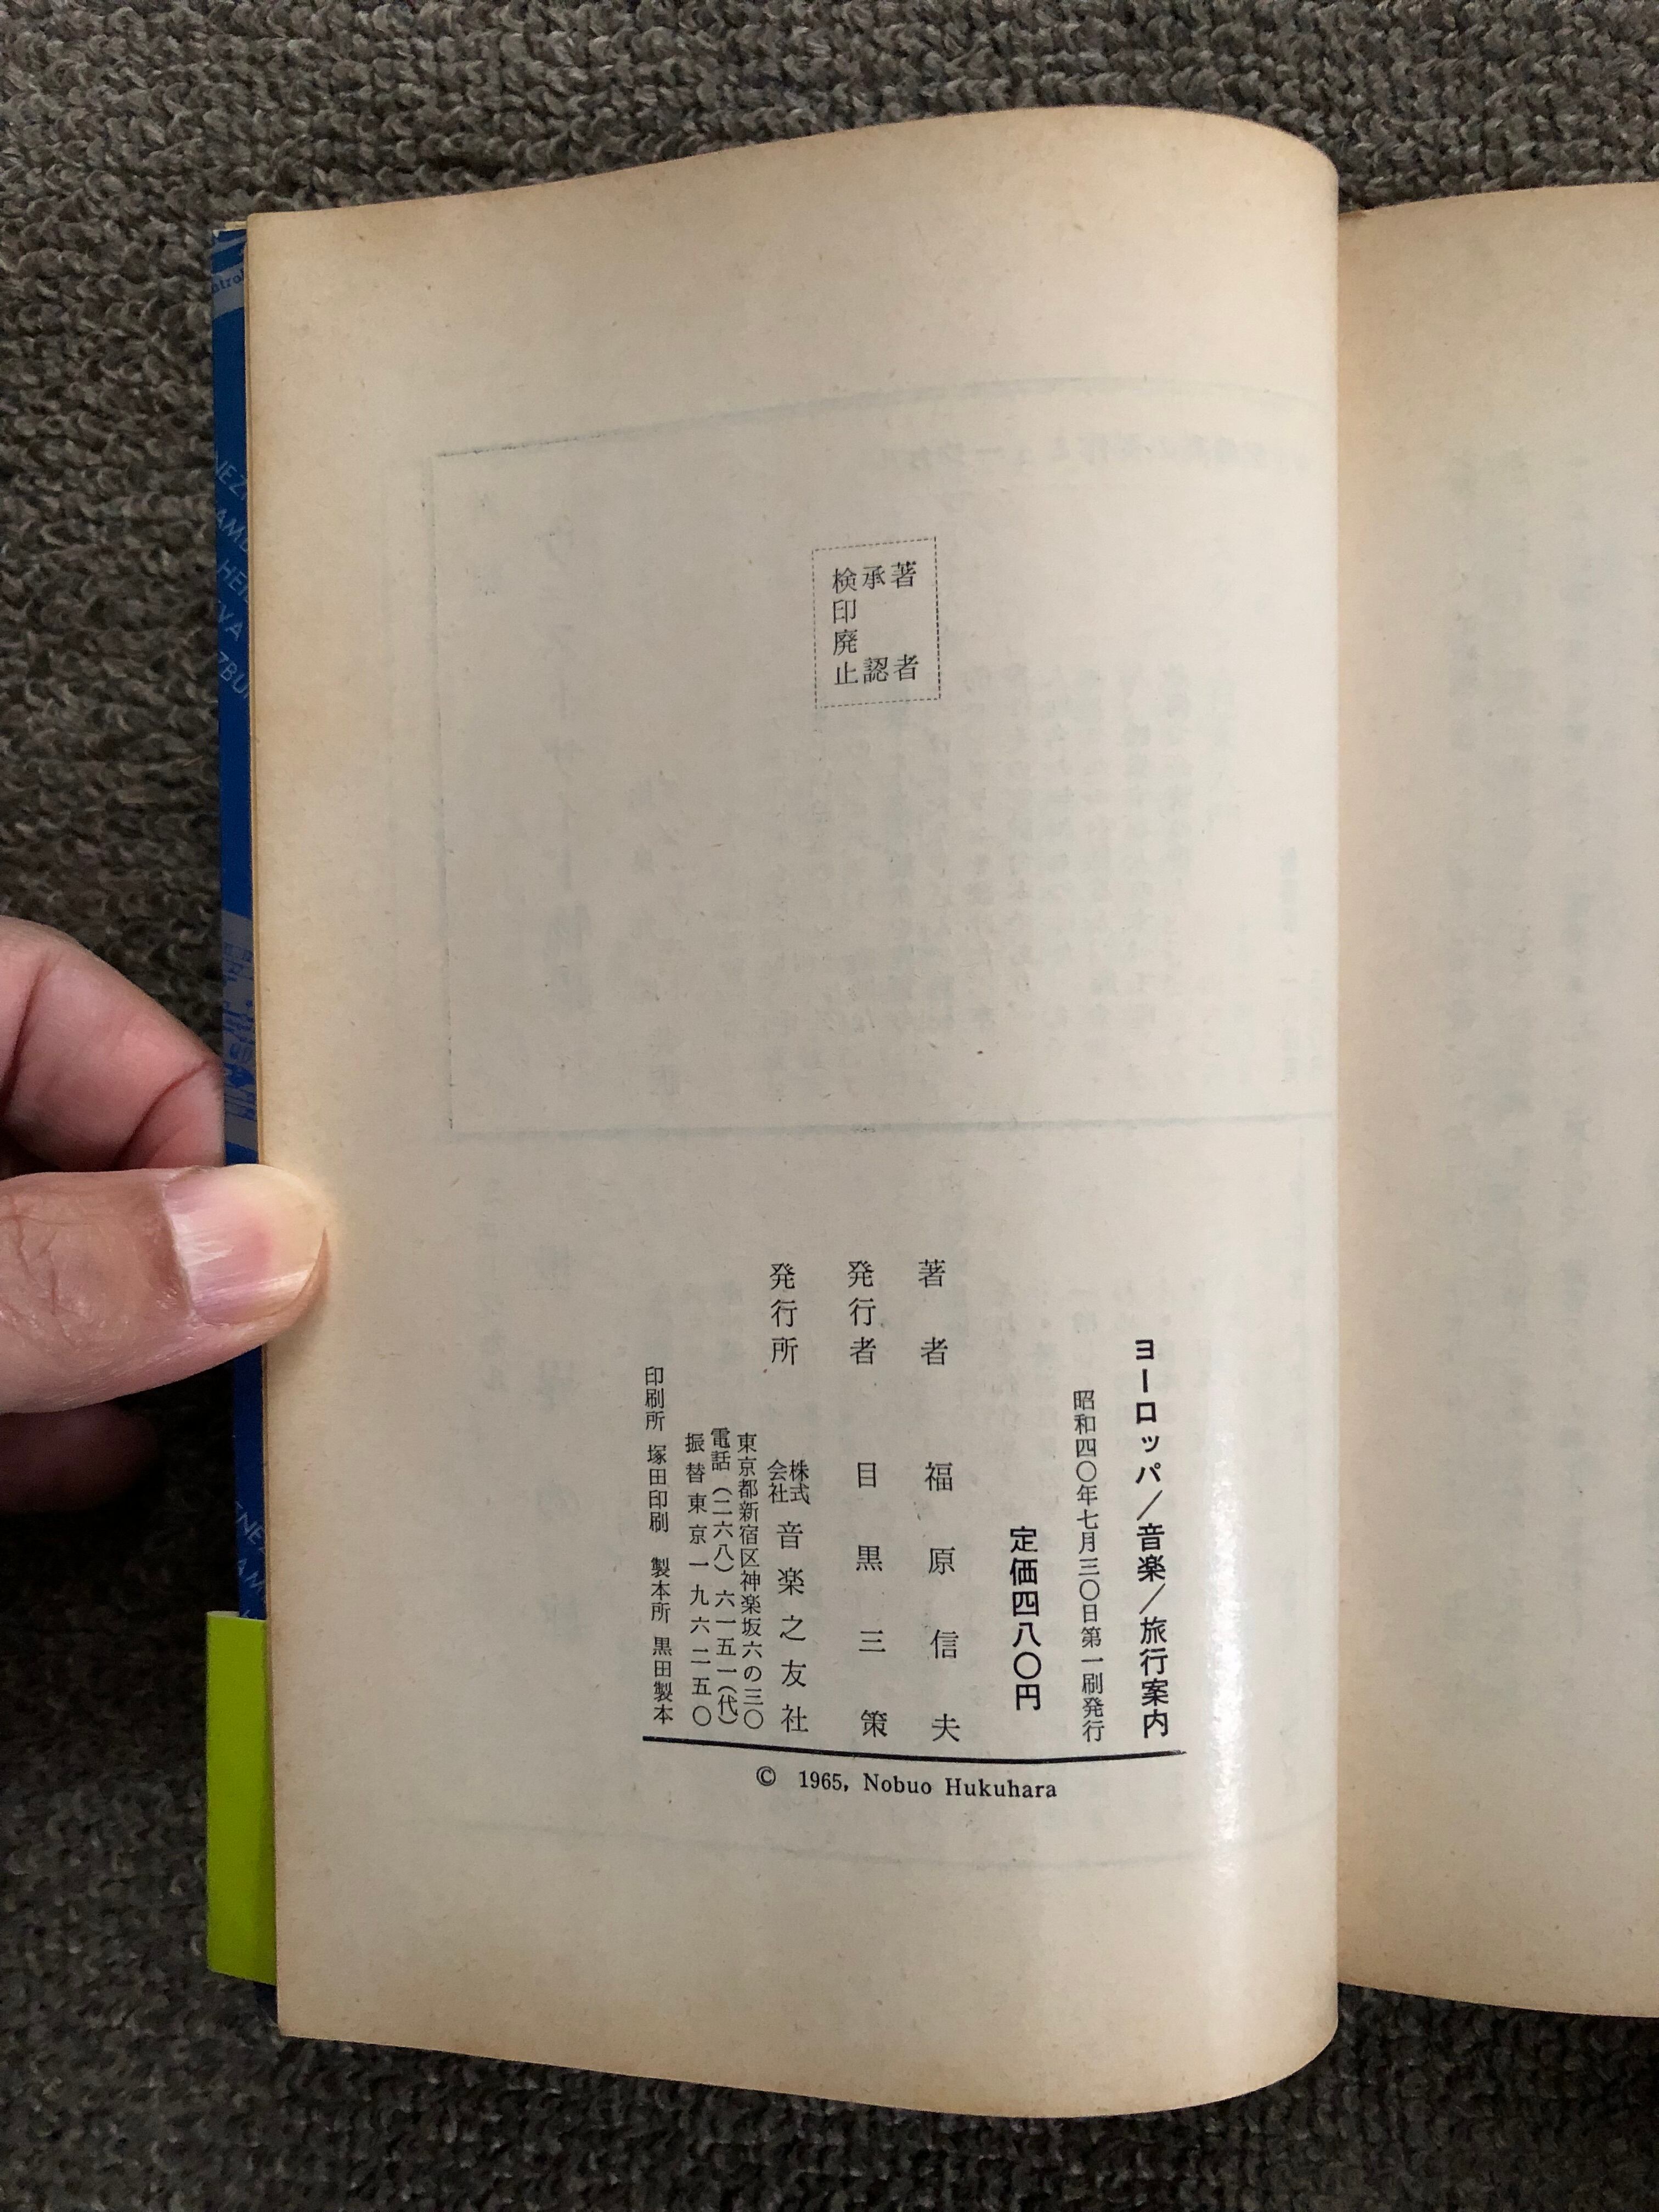 著者
承認
検印廃止
ヨーロッパ/音楽/旅行案内
昭和四〇年七月三〇日第一刷発行
定価四八〇円
著者 福原信夫
発行者 目黒三策
発行所 株式会社 音楽之友社
東京都新宿区神楽坂六の三〇
電話(二六八)六一五一(代)
振替東京一九六二五〇
印刷所 塚田印刷 製本所 黒田製本
© 1965, Nobuo Hukuhara